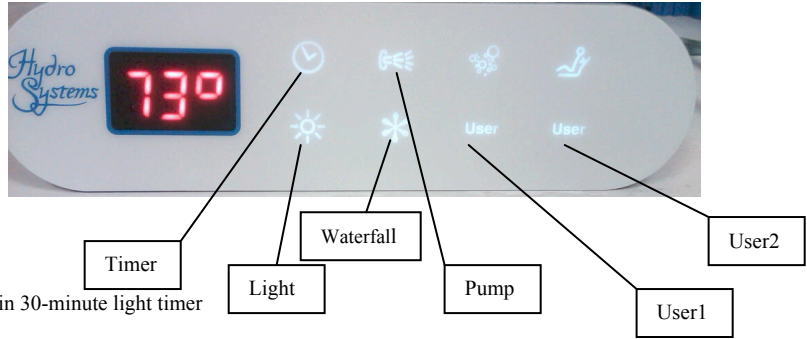 Hydro
Systems
73°
User
User
Waterfall
User2
Timer
Light
Pump
in 30-minute light timer
User1